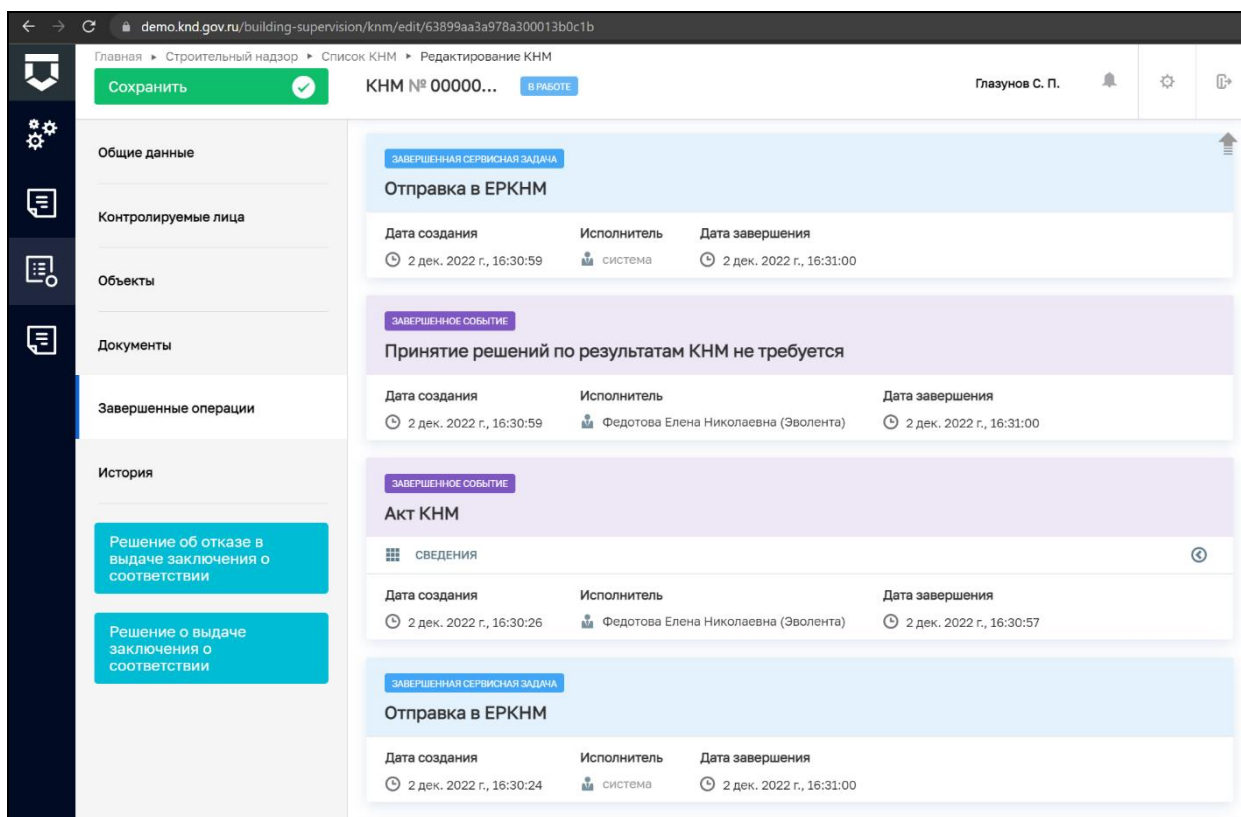 demo.knd.gov.ru/building-supervision/knm/edit/63899aa3a978a300013b0c1b
Главная ▸ Строительный надзор ▸ Список КНМ ▸ Редактирование КНМ
Сохранить
КНМ № 00000...
В РАБОТЕ
Глазунов С. П.
Общие данные
Контролируемые лица
Объекты
Документы
Завершенные операции
История
Решение об отказе в
выдаче заключения о
соответствии
Решение о выдаче
заключения о
соответствии
ЗАВЕРШЕННАЯ СЕРВИСНАЯ ЗАДАЧА
Отправка в ЕРКНМ
Дата создания Исполнитель Дата завершения
2 дек. 2022 г., 16:30:59 система 2 дек. 2022 г., 16:31:00
ЗАВЕРШЕННОЕ СОБЫТИЕ
Принятие решений по результатам КНМ не требуется
Дата создания Исполнитель Дата завершения
2 дек. 2022 г., 16:30:59 Федотова Елена Николаевна (Эволента) 2 дек. 2022 г., 16:31:00
ЗАВЕРШЕННОЕ СОБЫТИЕ
Акт КНМ
СВЕДЕНИЯ
Дата создания Исполнитель Дата завершения
2 дек. 2022 г., 16:30:26 Федотова Елена Николаевна (Эволента) 2 дек. 2022 г., 16:30:57
ЗАВЕРШЕННАЯ СЕРВИСНАЯ ЗАДАЧА
Отправка в ЕРКНМ
Дата создания Исполнитель Дата завершения
2 дек. 2022 г., 16:30:24 система 2 дек. 2022 г., 16:31:00